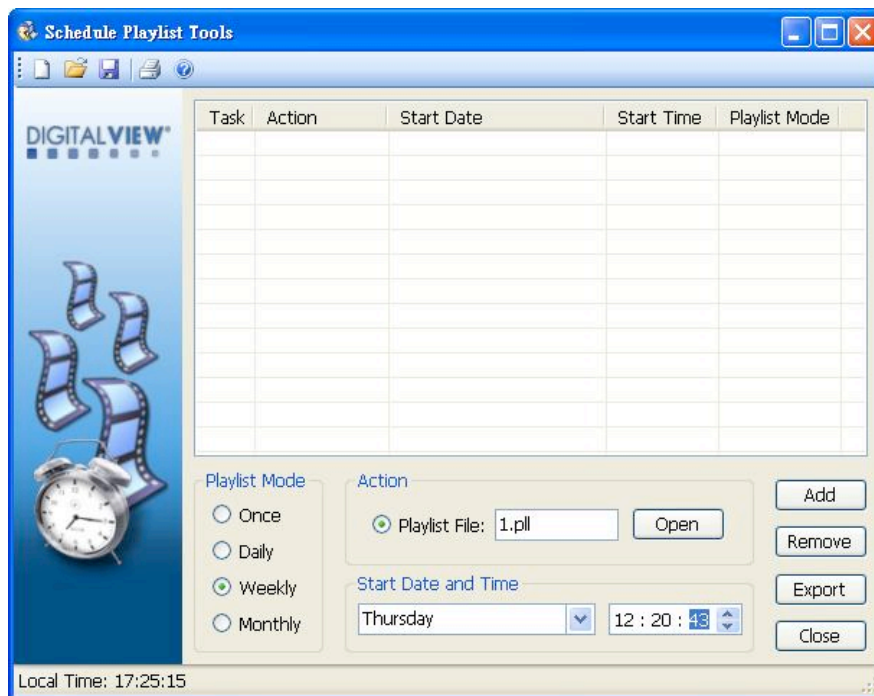 Schedule Playlist Tools
DIGITALVIEW
Task Action Start Date Start Time Playlist Mode
Playlist Mode
Once
Daily
Weekly
Monthly
Action
Playlist File: 1.pll Open
Start Date and Time
Thursday 12 : 20 : 43
Add
Remove
Export
Close
Local Time: 17:25:15